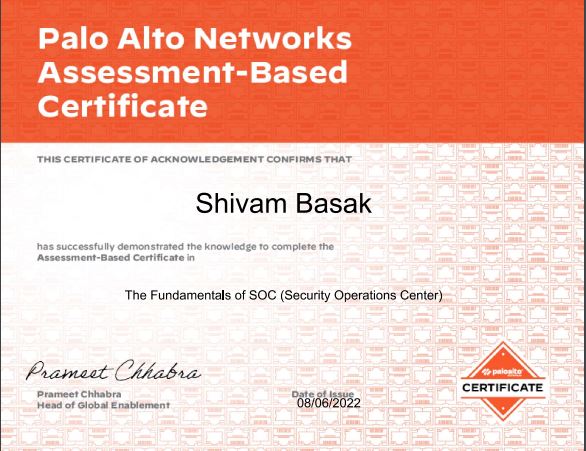 Palo Alto Networks
Assessment-Based
Certificate
THIS CERTIFICATE OF ACKNOWLEDGEMENT CONFIRMS THAT
Shivam Basak
has successfully demonstrated the knowledge to complete the
Assessment-Based Certificate in
The Fundamentals of SOC (Security Operations Center)
Prameet Chhabra
Prameet Chhabra
Head of Global Enablement
Date of Issue
08/06/2022
paloalto
CERTIFICATE